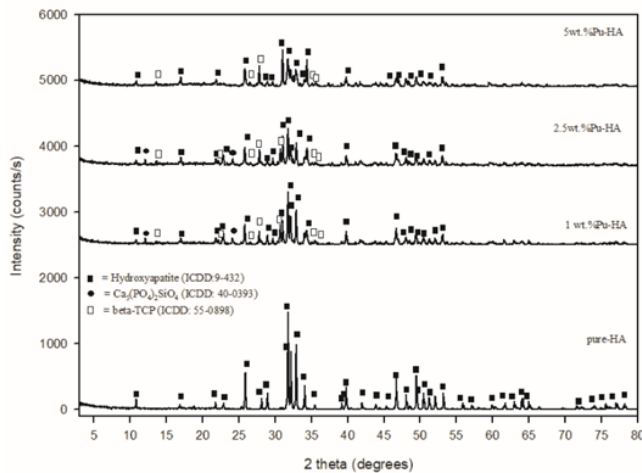 6000
5000
4000
3000
2000
1000
0
Intensity (counts/s)
5wt.%Pu-HA
2.5wt.%Pu-HA
1 wt.%Pu-HA
■ = Hydroxyapatite (ICDD:9-432)
● = Ca₅(PO₄)₂SiO₄ (ICDD: 40-0393)
□ = beta-TCP (ICDD: 55-0898)
pure-HA
5 10 15 20 25 30 35 40 45 50 55 60 65 70 75 80
2 theta (degrees)